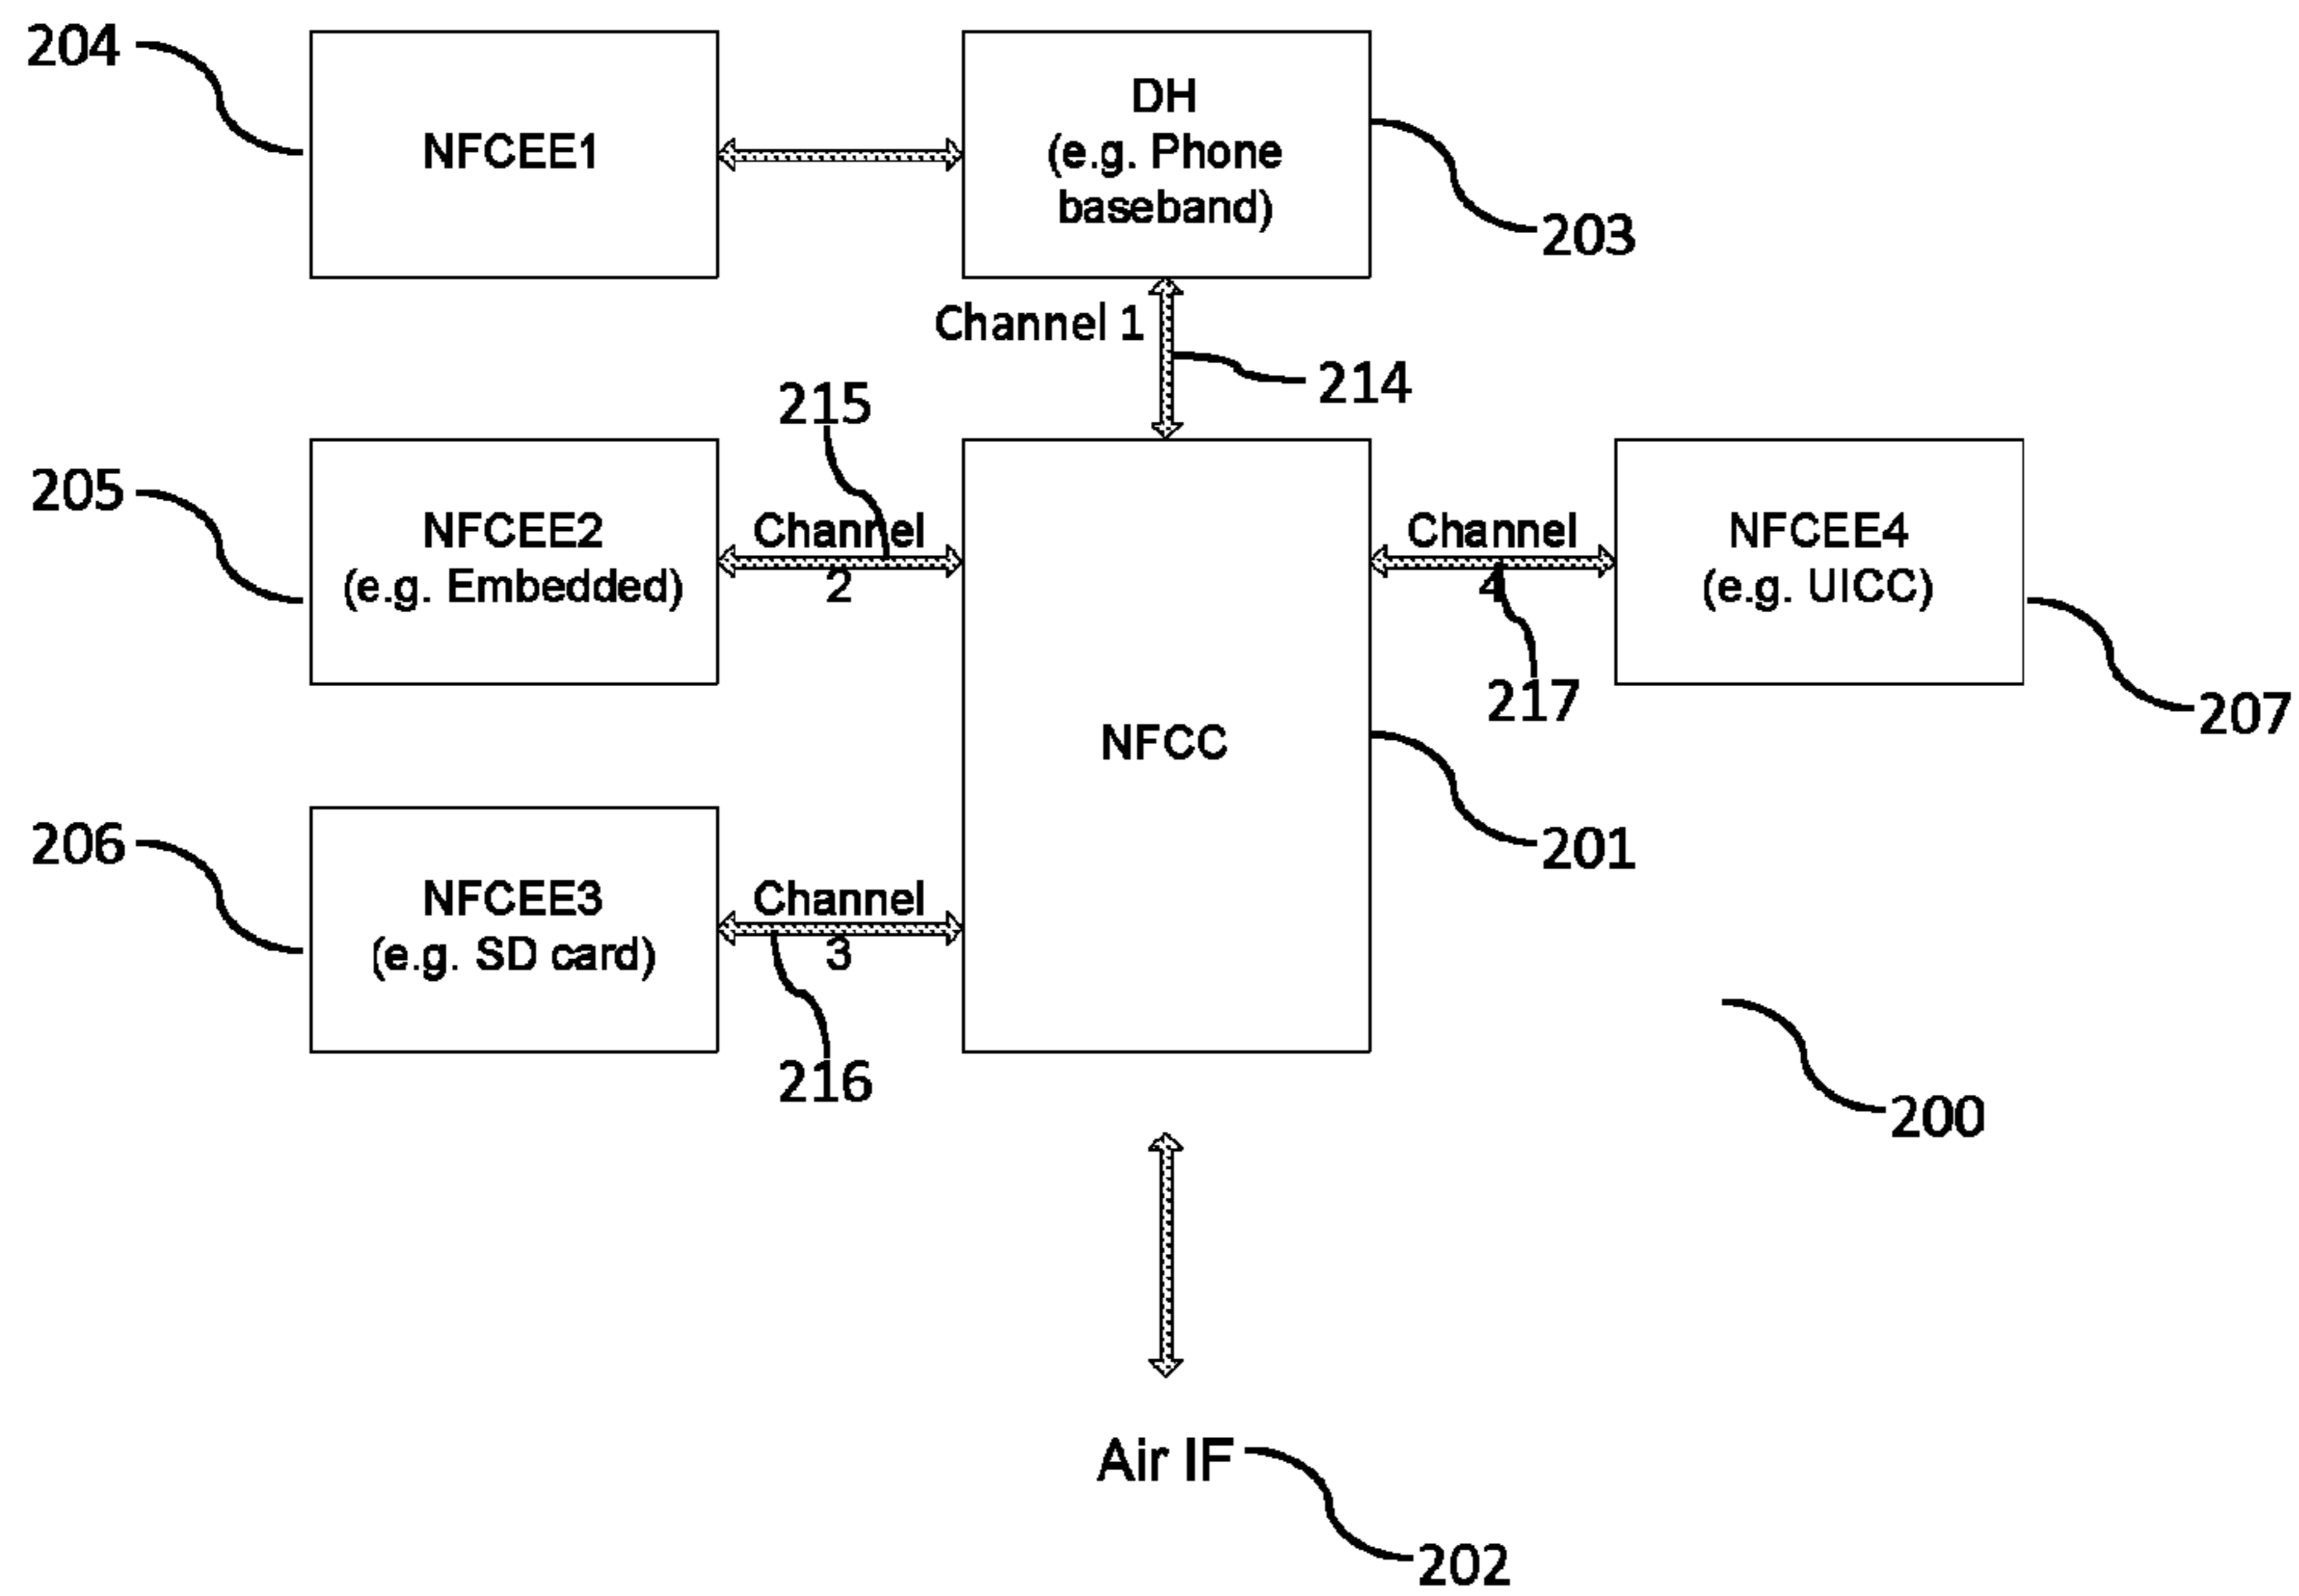 204
NFCEE1
DH
(e.g. Phone
baseband)
203
Channel 1
214
215
205
NFCEE2
(e.g. Embedded)
Channel
2
Channel
4
NFCEE4
(e.g. UICC)
217
207
NFCC
201
206
NFCEE3
(e.g. SD card)
Channel
3
216
200
Air IF
202